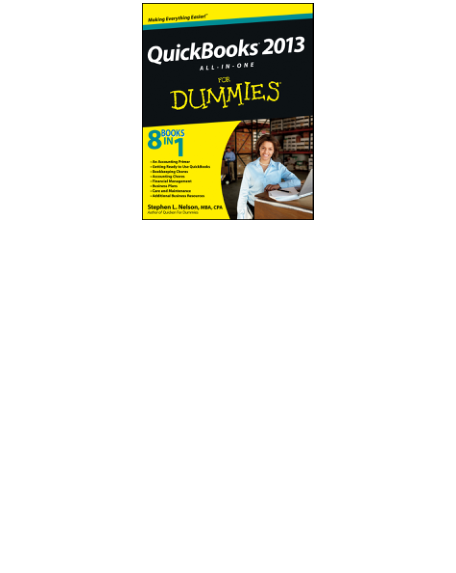 Making Everything Easier!™
QuickBooks 2013
ALL-IN-ONE
FOR
DUMMIES®
8 BOOKS
IN 1
• An Accounting Primer
• Getting Ready to Use QuickBooks
• Bookkeeping Chores
• Accounting Chores
• Financial Management
• Business Plans
• Care and Maintenance
• Additional Business Resources
Stephen L. Nelson, MBA, CPA
Author of Quicken For Dummies